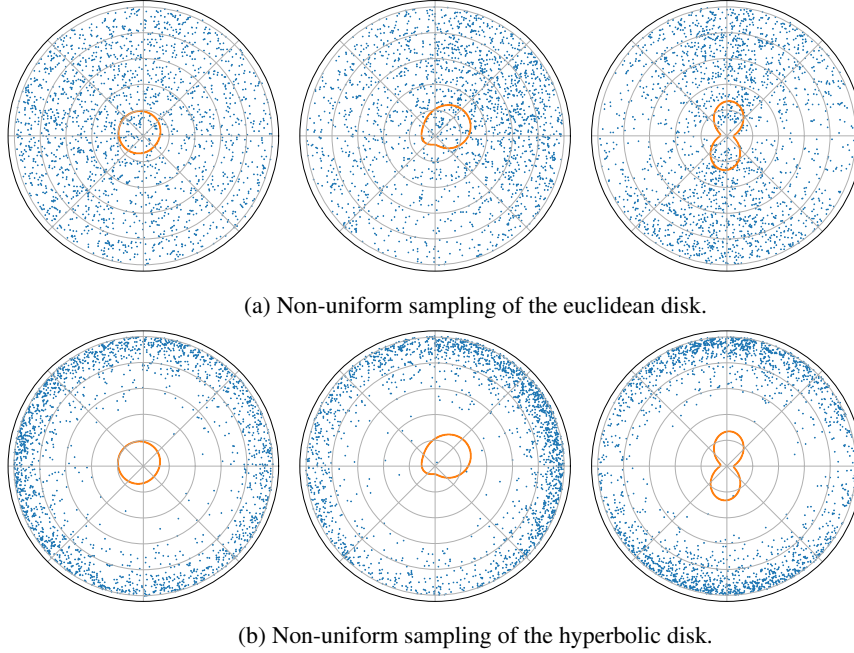 (a) Non-uniform sampling of the euclidean disk.
(b) Non-uniform sampling of the hyperbolic disk.